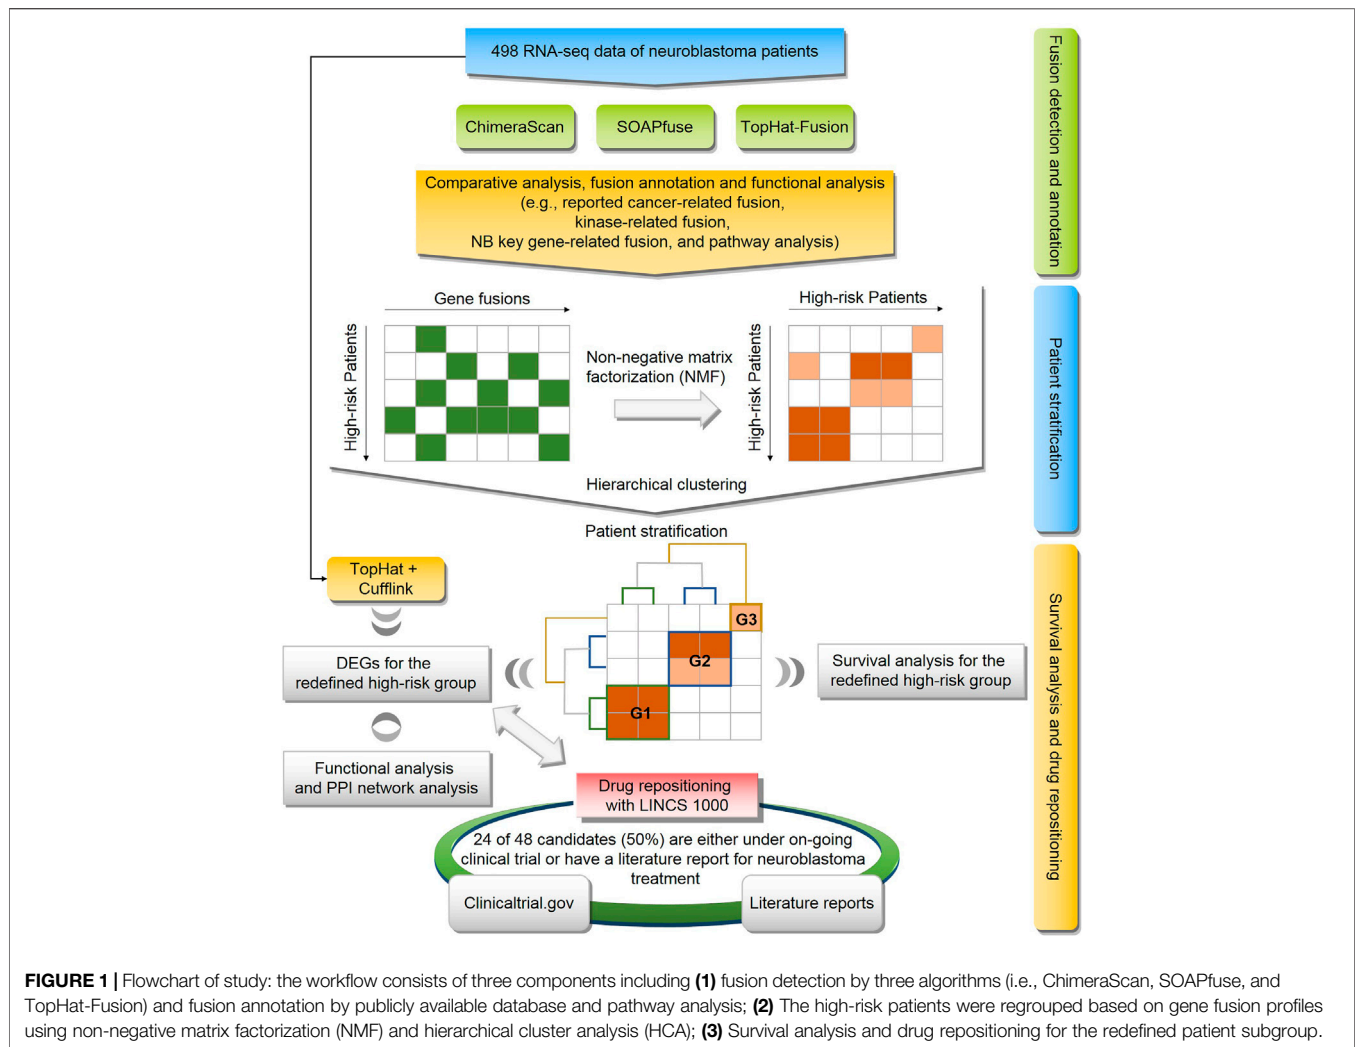 498 RNA-seq data of neuroblastoma patients
ChimeraScan
SOAPfuse
TopHat-Fusion
Comparative analysis, fusion annotation and functional analysis
(e.g., reported cancer-related fusion,
kinase-related fusion,
NB key gene-related fusion, and pathway analysis)
Fusion detection and annotation
Gene fusions
High-risk Patients
Non-negative matrix
factorization (NMF)
High-risk Patients
High-risk Patients
Hierarchical clustering
Patient stratification
Patient stratification
TopHat +
Cufflink
DEGs for the
redefined high-risk group
Functional analysis
and PPI network analysis
G3
G2
G1
Survival analysis for the
redefined high-risk group
Survival analysis and drug repositioning
Drug repositioning
with LINCS 1000
24 of 48 candidates (50%) are either under on-going
clinical trial or have a literature report for neuroblastoma
treatment
Clinicaltrial.gov
Literature reports
FIGURE 1 | Flowchart of study: the workflow consists of three components including (1) fusion detection by three algorithms (i.e., ChimeraScan, SOAPfuse, and
TopHat-Fusion) and fusion annotation by publicly available database and pathway analysis; (2) The high-risk patients were regrouped based on gene fusion profiles
using non-negative matrix factorization (NMF) and hierarchical cluster analysis (HCA); (3) Survival analysis and drug repositioning for the redefined patient subgroup.